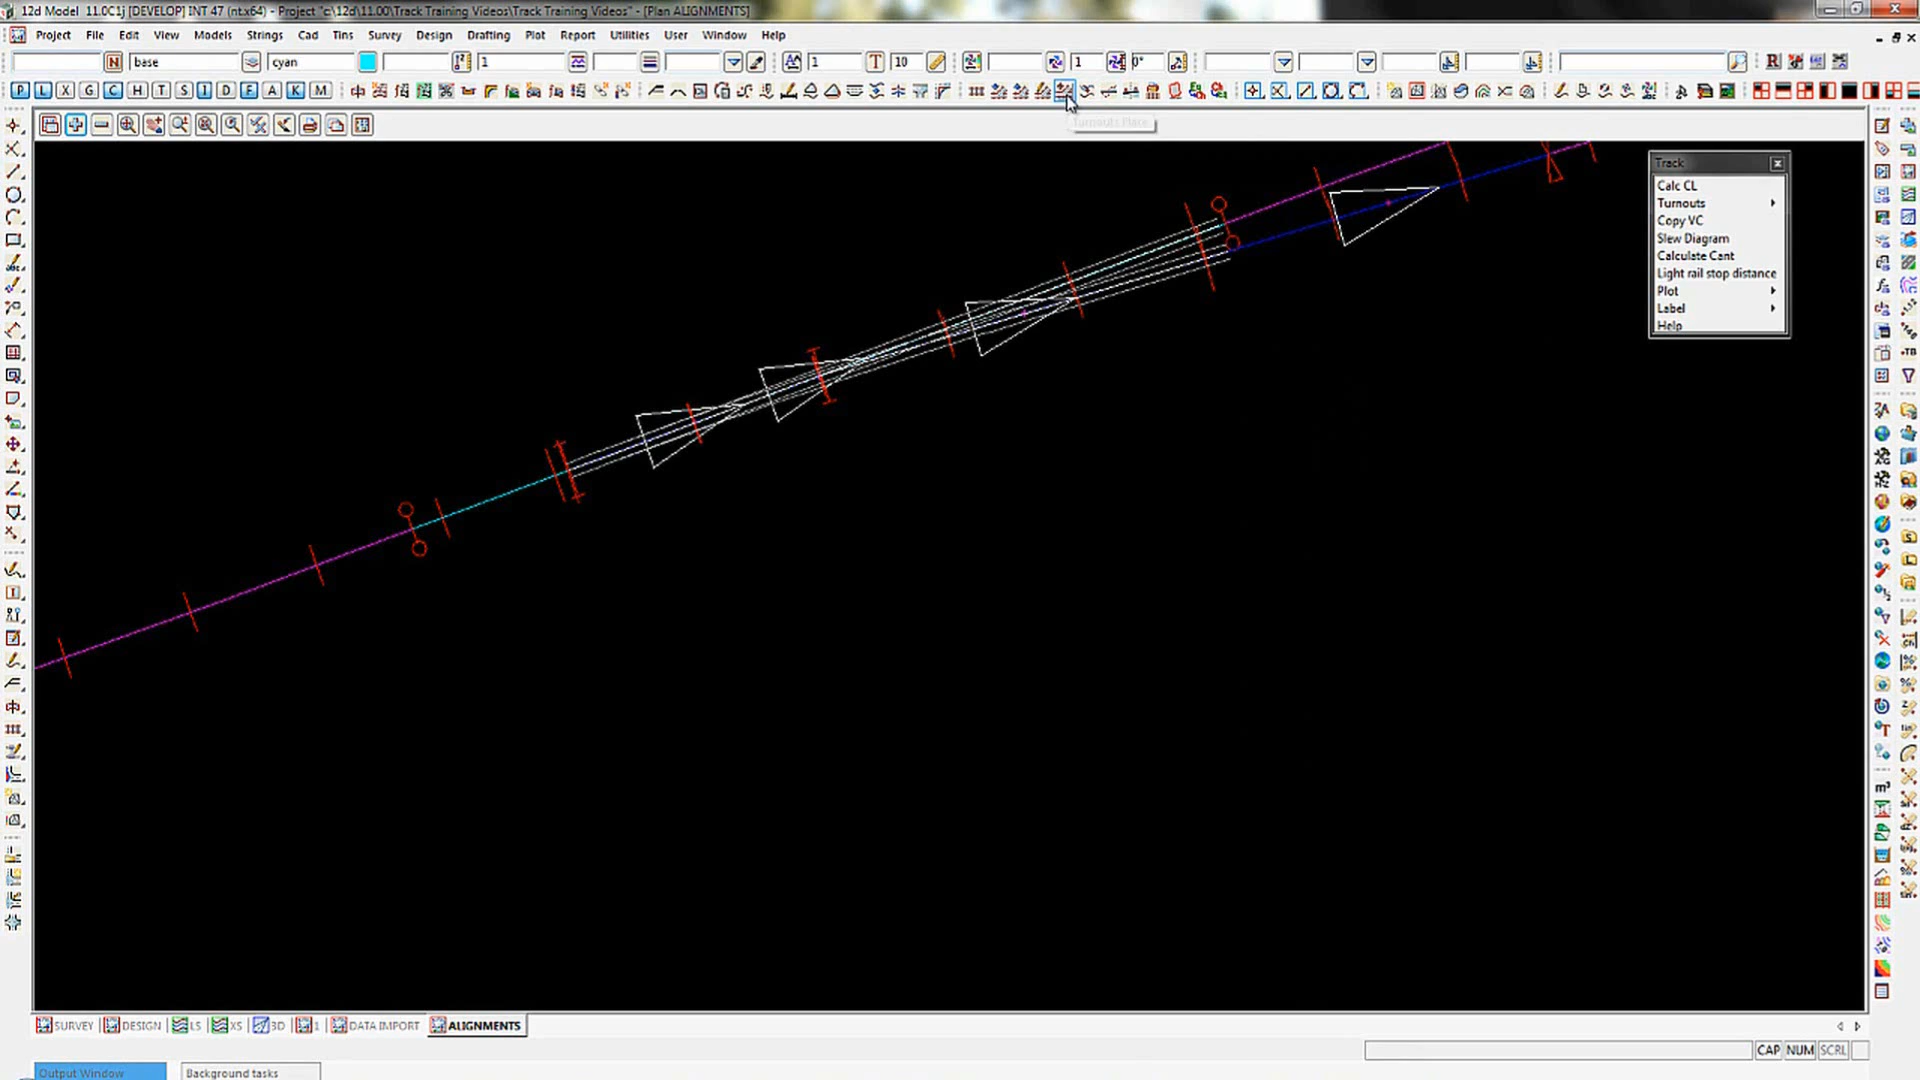 12d Model 11.0C1j [DEVELOP] INT 47 (nt.x64) - Project "c:\12d\11.00\Track Training Videos\Track Training Videos" - [Plan ALIGNMENTS]
Project File Edit View Models Strings Cad Tins Survey Design Drafting Plot Report Utilities User Window Help
N base cyan 1 T 1 10 1 0° R
P L X G C H T S I D F A K M
Turnouts Place
Track
Calc CL
Turnouts
Copy VC
Slew Diagram
Calculate Cant
Light rail stop distance
Plot
Label
Help
SURVEY DESIGN LS XS 3D 1 DATA IMPORT ALIGNMENTS
CAP NUM SCRL
Output Window Background tasks